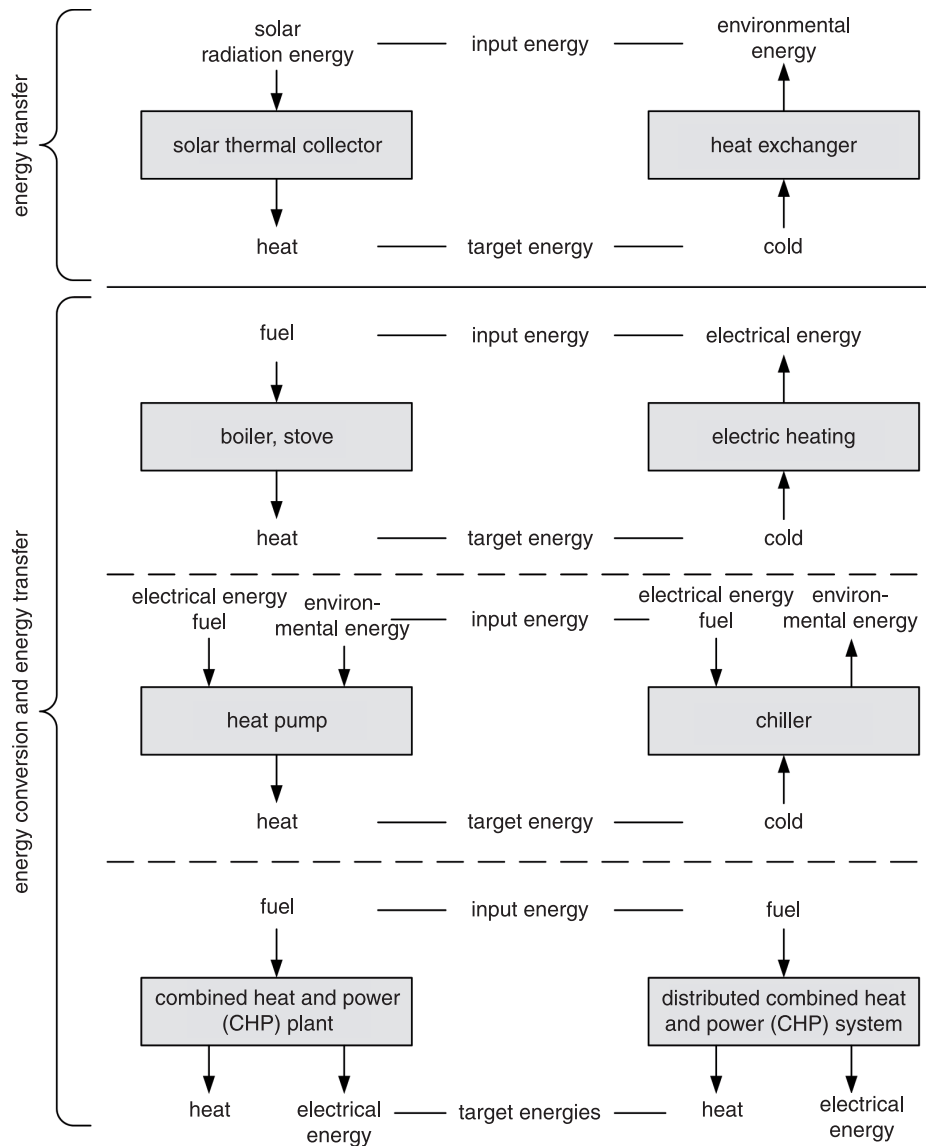 energy transfer
solar
radiation energy
input energy
environmental
energy
solar thermal collector
heat exchanger
heat
target energy
cold
energy conversion and energy transfer
fuel
input energy
electrical energy
boiler, stove
electric heating
heat
target energy
cold
electrical energy
fuel
environ-
mental energy
input energy
electrical energy
fuel
environ-
mental energy
heat pump
chiller
heat
target energy
cold
fuel
input energy
fuel
combined heat and power
(CHP) plant
distributed combined heat
and power (CHP) system
heat
electrical
energy
target energies
heat
electrical
energy